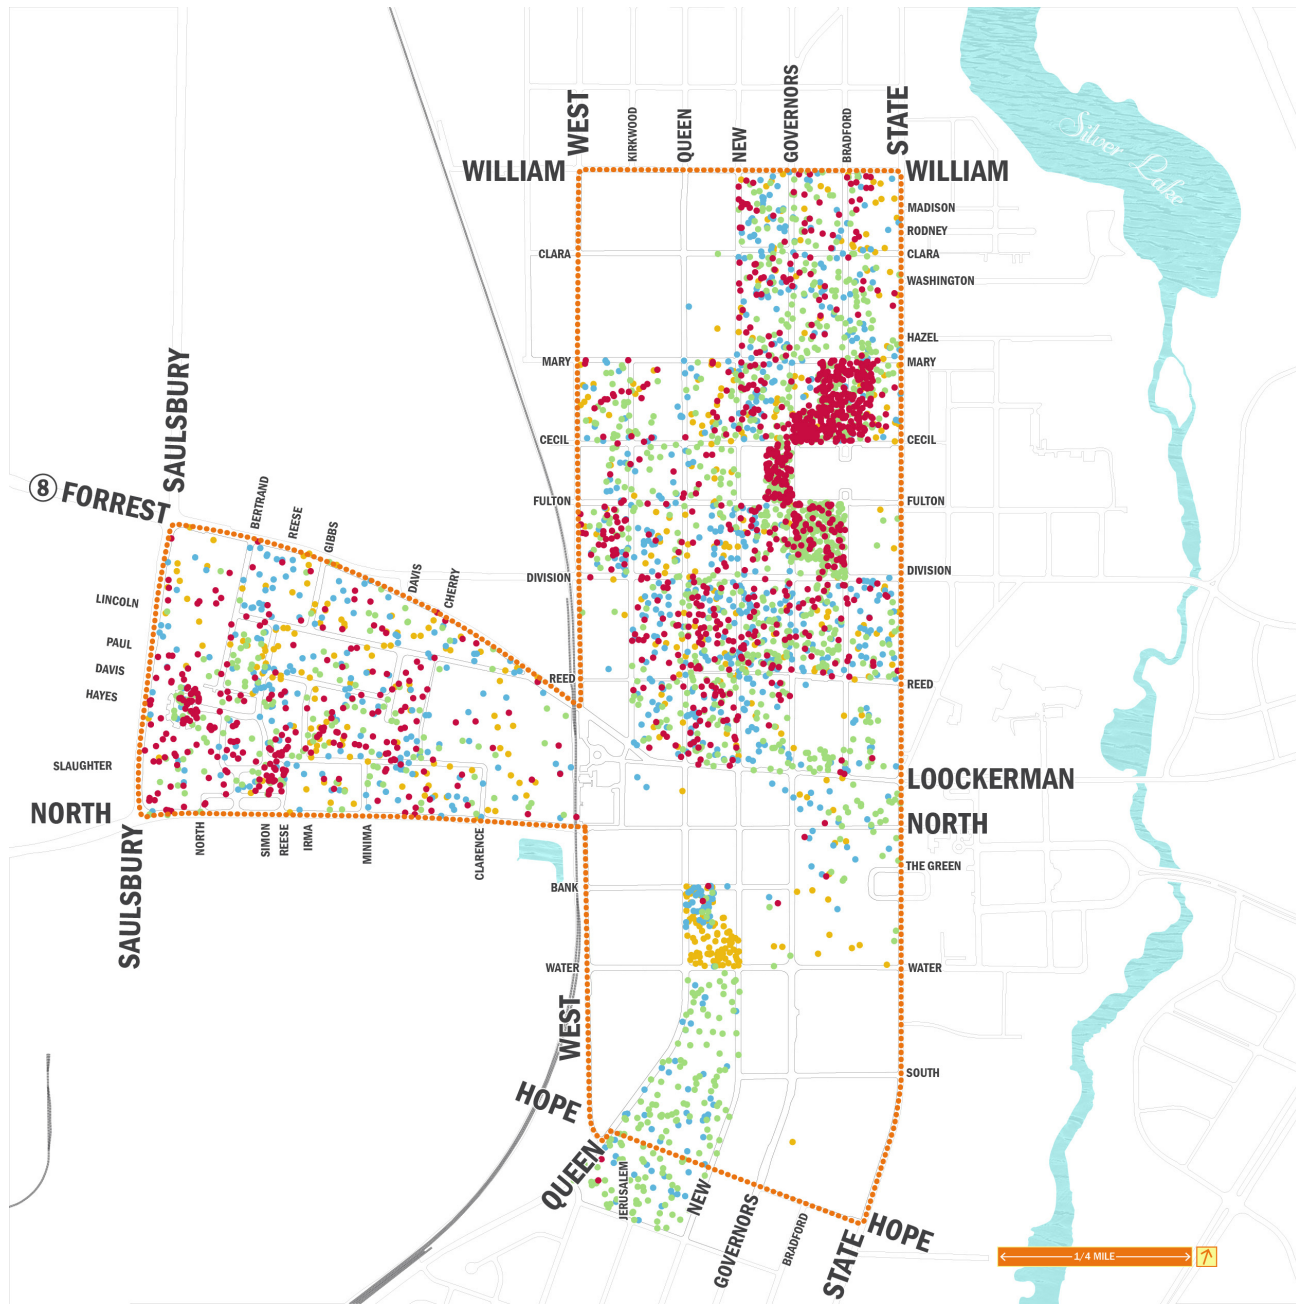 WEST
KIRKWOOD
QUEEN
NEW
GOVERNORS
BRADFORD
STATE
Silver Lake
WILLIAM
WILLIAM
MADISON
RODNEY
CLARA
CLARA
WASHINGTON
HAZEL
MARY
MARY
CECIL
CECIL
SAULSBURY
8 FORREST
BERTRAND
REESE
GIBBS
DAVIS
CHERRY
FULTON
FULTON
DIVISION
DIVISION
LINCOLN
PAUL
DAVIS
HAYES
REED
REED
SLAUGHTER
LOOCKERMAN
NORTH
NORTH
SAULSBURY
NORTH
SIMON
REESE
IRMA
MINIMA
CLARENCE
THE GREEN
BANK
WATER
WATER
WEST
SOUTH
HOPE
QUEEN
JERUSALEM
NEW
GOVERNORS
BRADFORD
STATE
HOPE
1/4 MILE